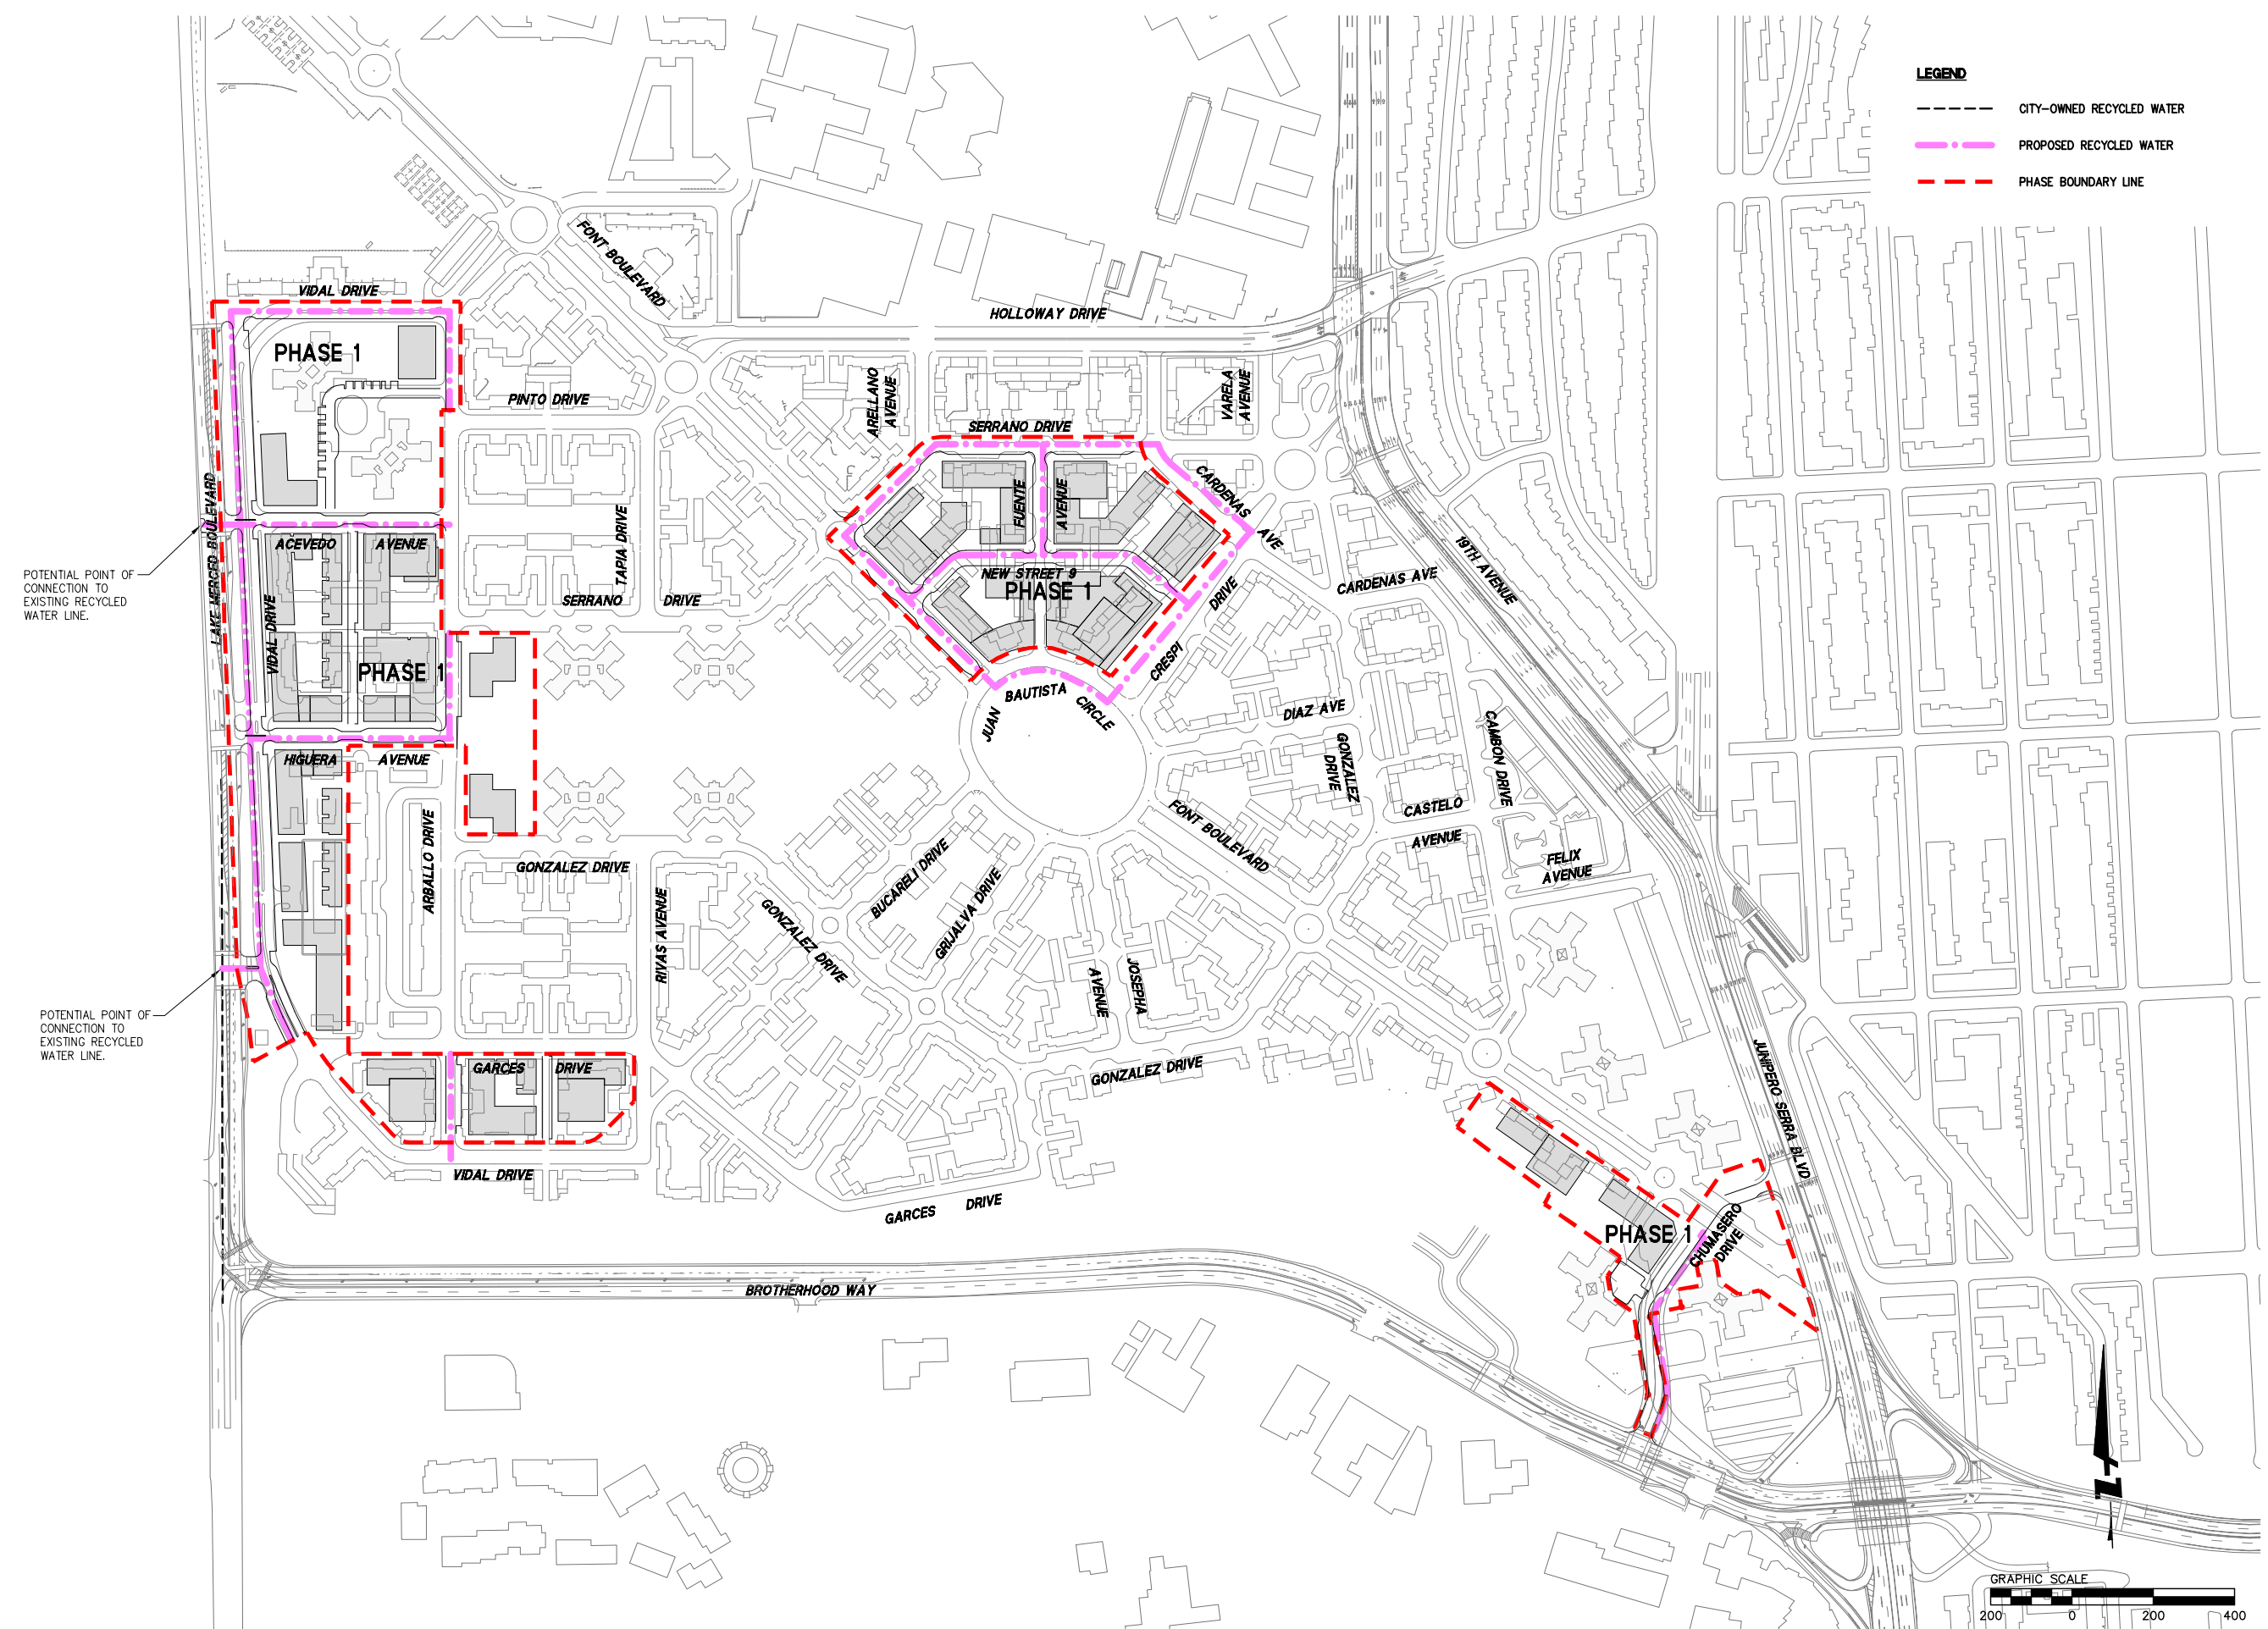 LEGEND
CITY-OWNED RECYCLED WATER
PROPOSED RECYCLED WATER
PHASE BOUNDARY LINE
FONT BOULEVARD
VIDAL DRIVE
HOLLOWAY DRIVE
PHASE 1
PINTO DRIVE
ARELLANO
AVENUE
VARELA
AVENUE
SERRANO DRIVE
LAKE MERCED BOULEVARD
CARDENAS AVE
FUENTE
AVENUE
TAPIA DRIVE
ACEVEDO AVENUE
19TH AVENUE
POTENTIAL POINT OF
CONNECTION TO
EXISTING RECYCLED
WATER LINE.
NEW STREET 9
PHASE 1
CARDENAS AVE
VIDAL DRIVE
SERRANO DRIVE
CRESPI DRIVE
PHASE 1
JUAN BAUTISTA CIRCLE
DIAZ AVE
GONZALEZ
DRIVE
CAMBON DRIVE
HIGUERA AVENUE
CASTELO
AVENUE
FONT BOULEVARD
ARBALLO DRIVE
GONZALEZ DRIVE
BUCARELI DRIVE
GRIJALVA DRIVE
FELIX
AVENUE
RIVAS AVENUE
GONZALEZ DRIVE
JOSEPHA
AVENUE
POTENTIAL POINT OF
CONNECTION TO
EXISTING RECYCLED
WATER LINE.
GARCES DRIVE
GONZALEZ DRIVE
JUNIPERO SERRA BLVD
VIDAL DRIVE
GARCES DRIVE
PHASE 1
CHUMASERO
DRIVE
BROTHERHOOD WAY
N
GRAPHIC SCALE
200 0 200 400